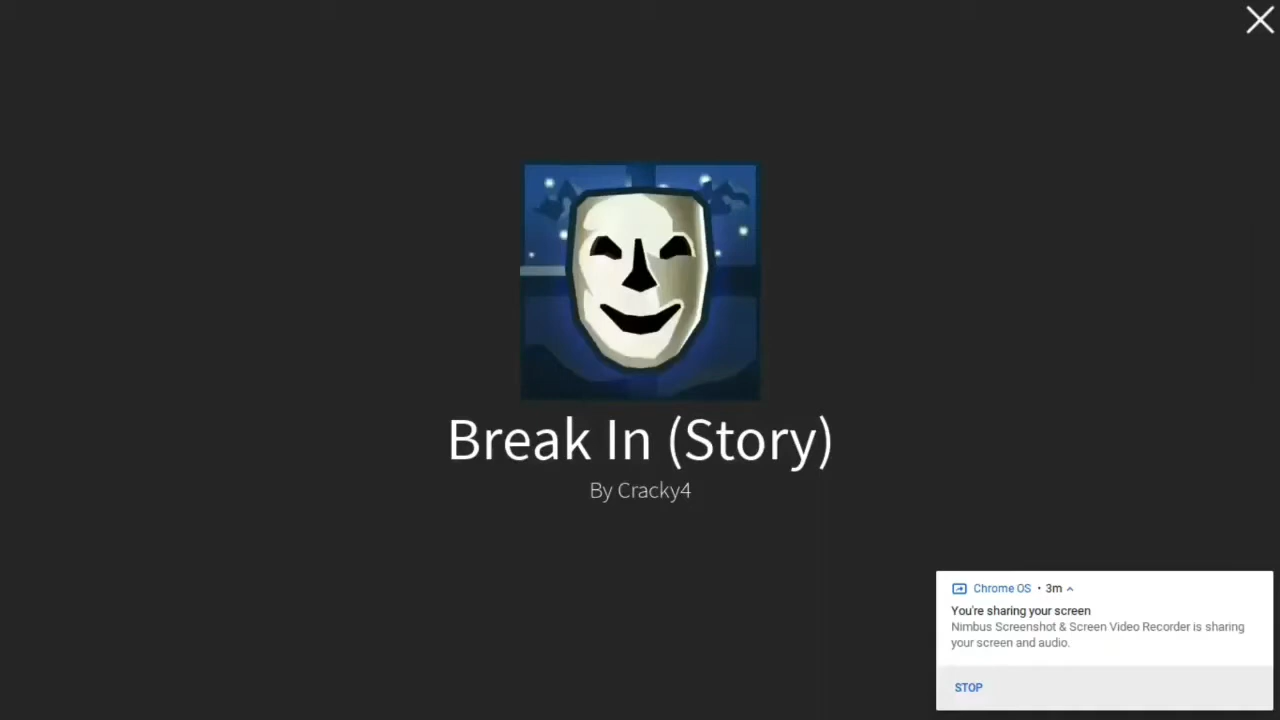 Break In (Story)
By Cracky4
Chrome OS • 3m
You're sharing your screen
Nimbus Screenshot & Screen Video Recorder is sharing
your screen and audio.
STOP